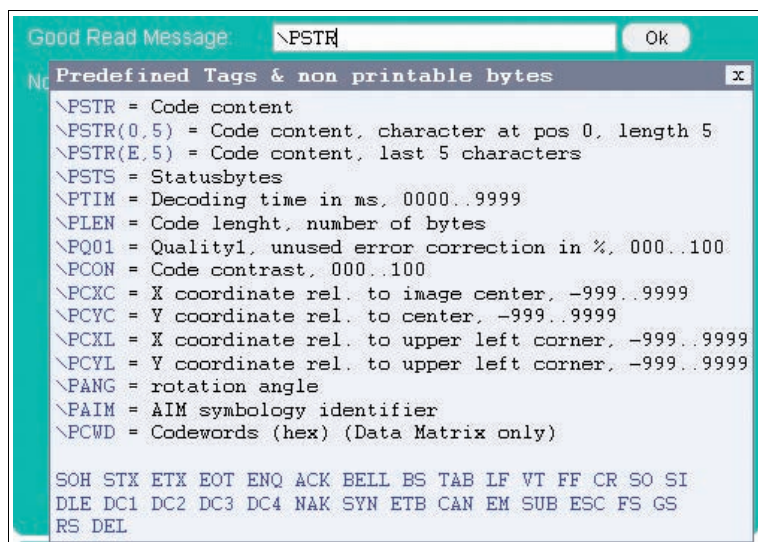 Good Read Message: \PSTR Ok
No
Predefined Tags & non printable bytes x
\PSTR = Code content
\PSTR(0,5) = Code content, character at pos 0, length 5
\PSTR(E,5) = Code content, last 5 characters
\PSTS = Statusbytes
\PTIM = Decoding time in ms, 0000..9999
\PLEN = Code lenght, number of bytes
\PQ01 = Quality1, unused error correction in %, 000..100
\PCON = Code contrast, 000..100
\PCXC = X coordinate rel. to image center, -999..9999
\PCYC = Y coordinate rel. to center, -999..9999
\PCXL = X coordinate rel. to upper left corner, -999..9999
\PCYL = Y coordinate rel. to upper left corner, -999..9999
\PANG = rotation angle
\PAIM = AIM symbology identifier
\PCWD = Codewords (hex) (Data Matrix only)
SOH STX ETX EOT ENQ ACK BELL BS TAB LF VT FF CR SO SI
DLE DC1 DC2 DC3 DC4 NAK SYN ETB CAN EM SUB ESC FS GS
RS DEL